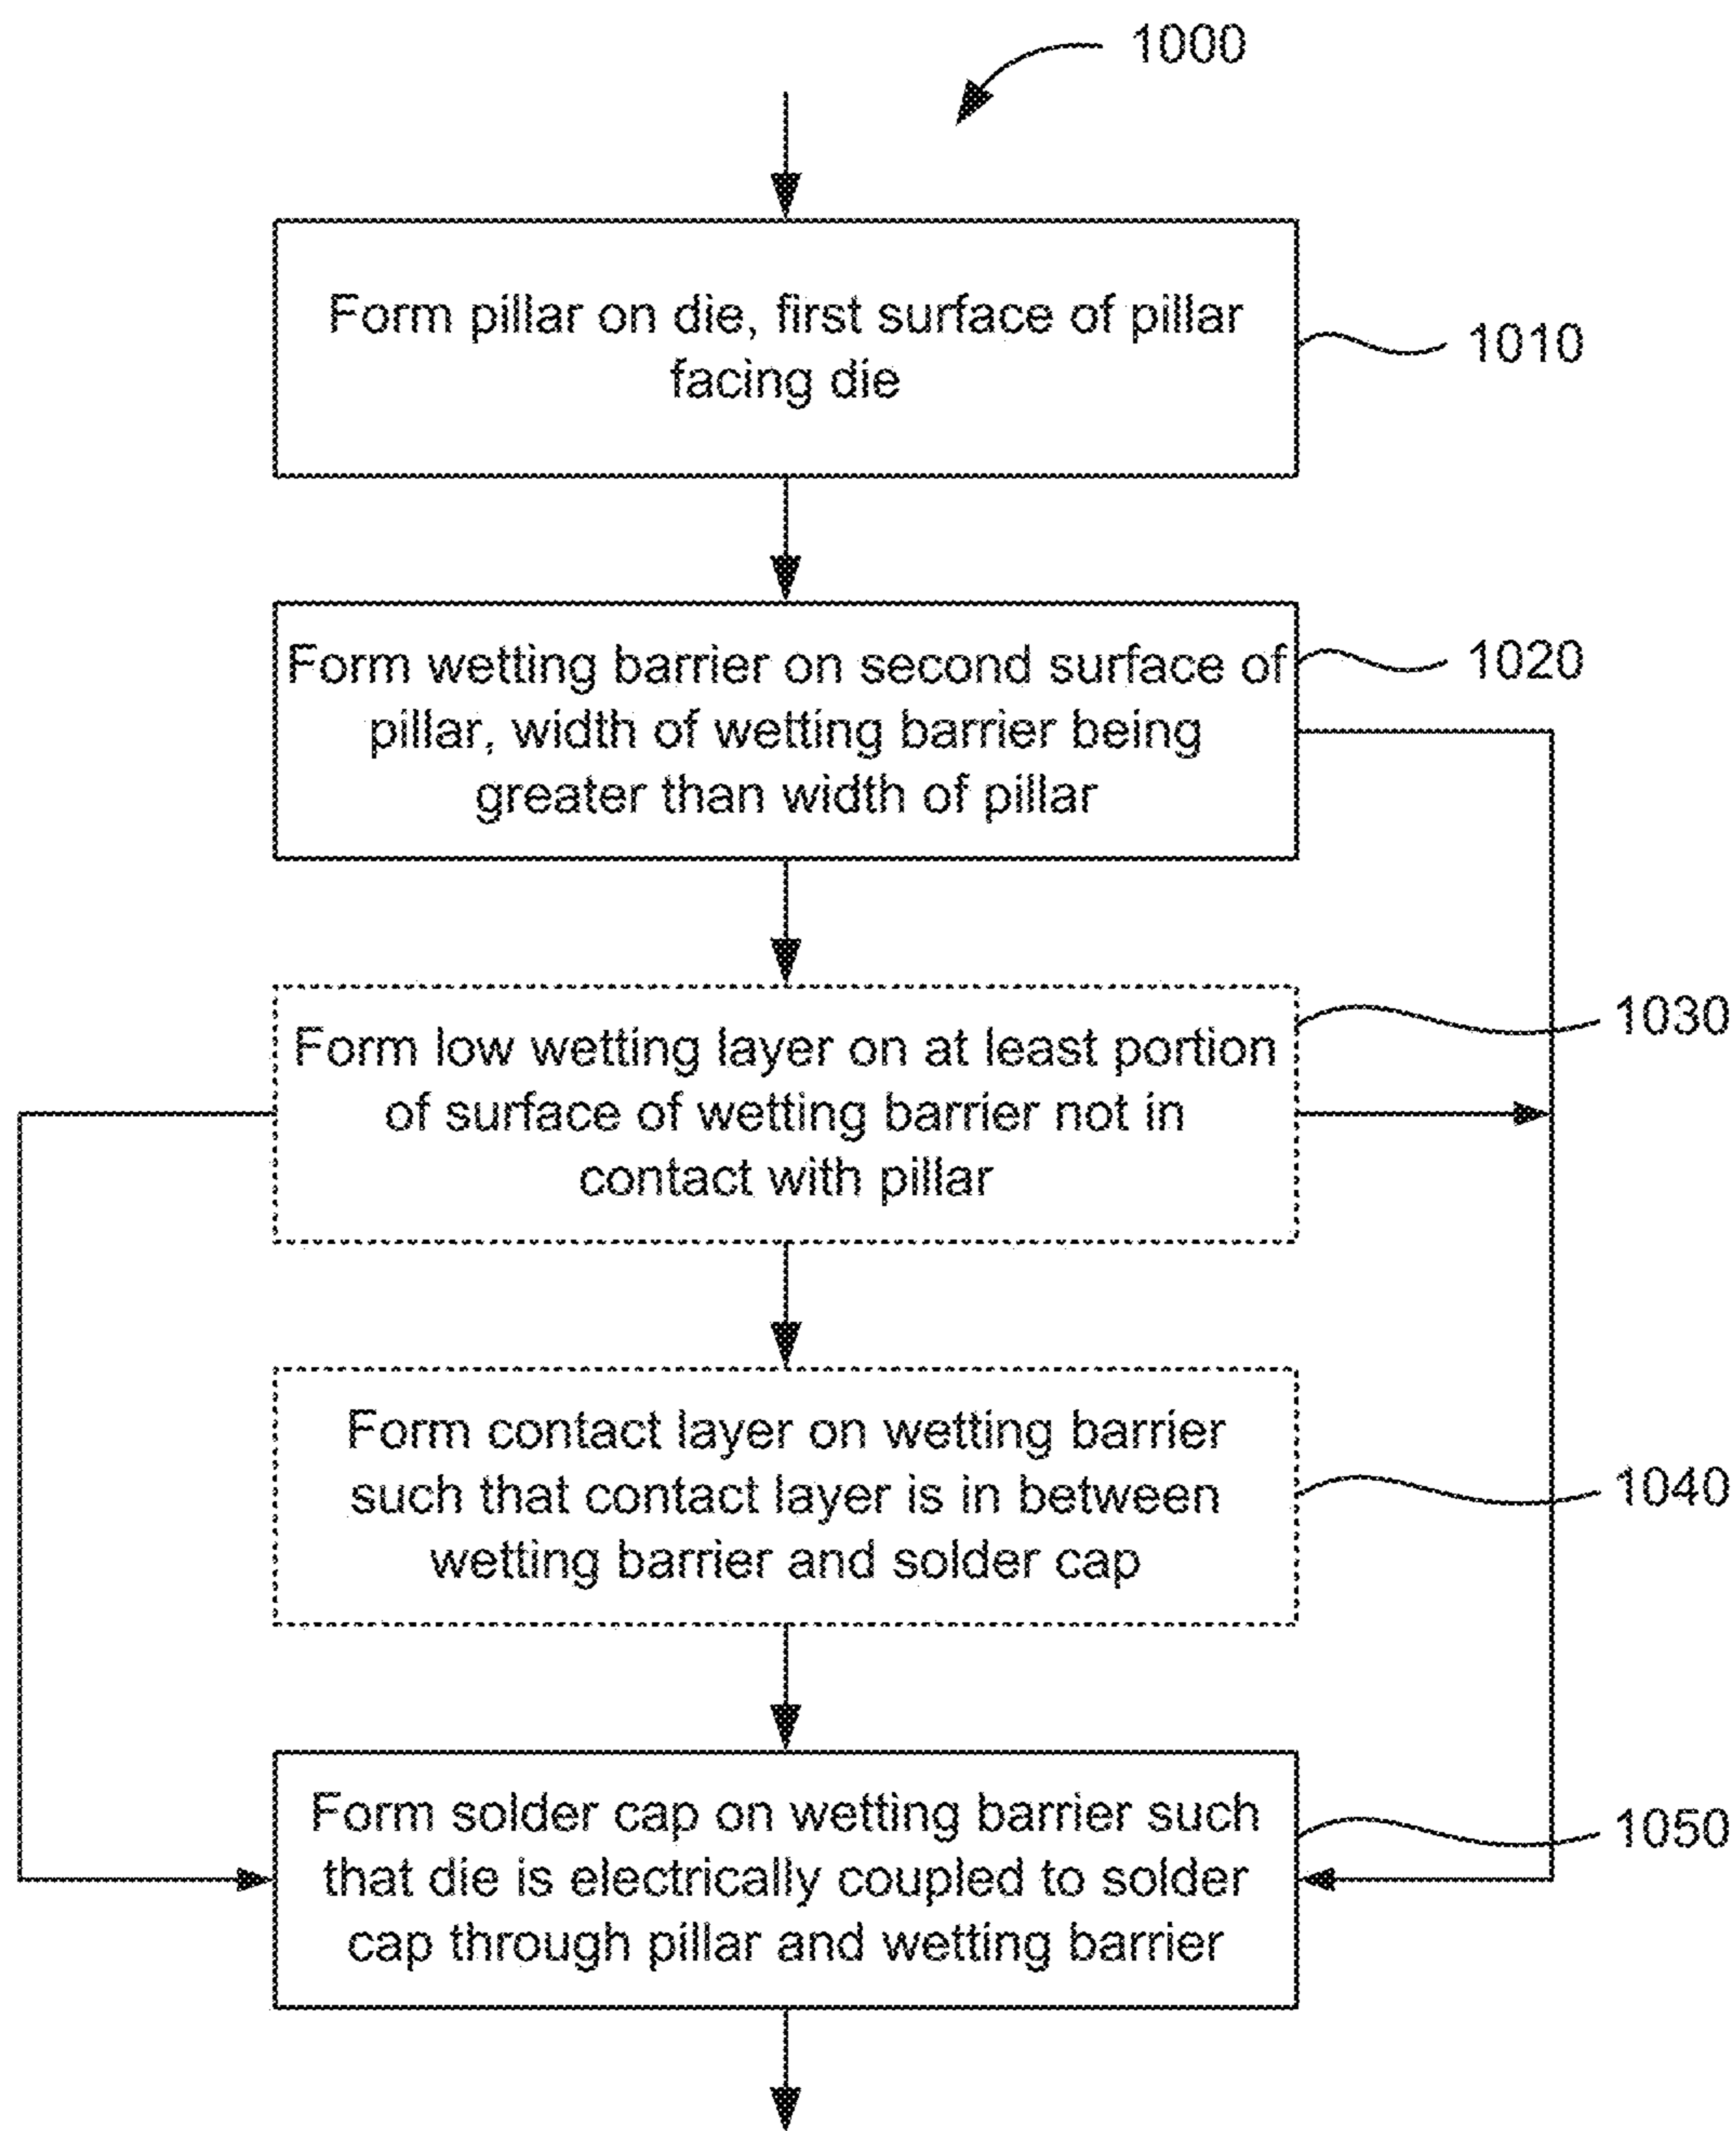 1000
Form pillar on die, first surface of pillar
facing die
1010
Form wetting barrier on second surface of
pillar, width of wetting barrier being
greater than width of pillar
1020
Form low wetting layer on at least portion
of surface of wetting barrier not in
contact with pillar
1030
Form contact layer on wetting barrier
such that contact layer is in between
wetting barrier and solder cap
1040
Form solder cap on wetting barrier such
that die is electrically coupled to solder
cap through pillar and wetting barrier
1050